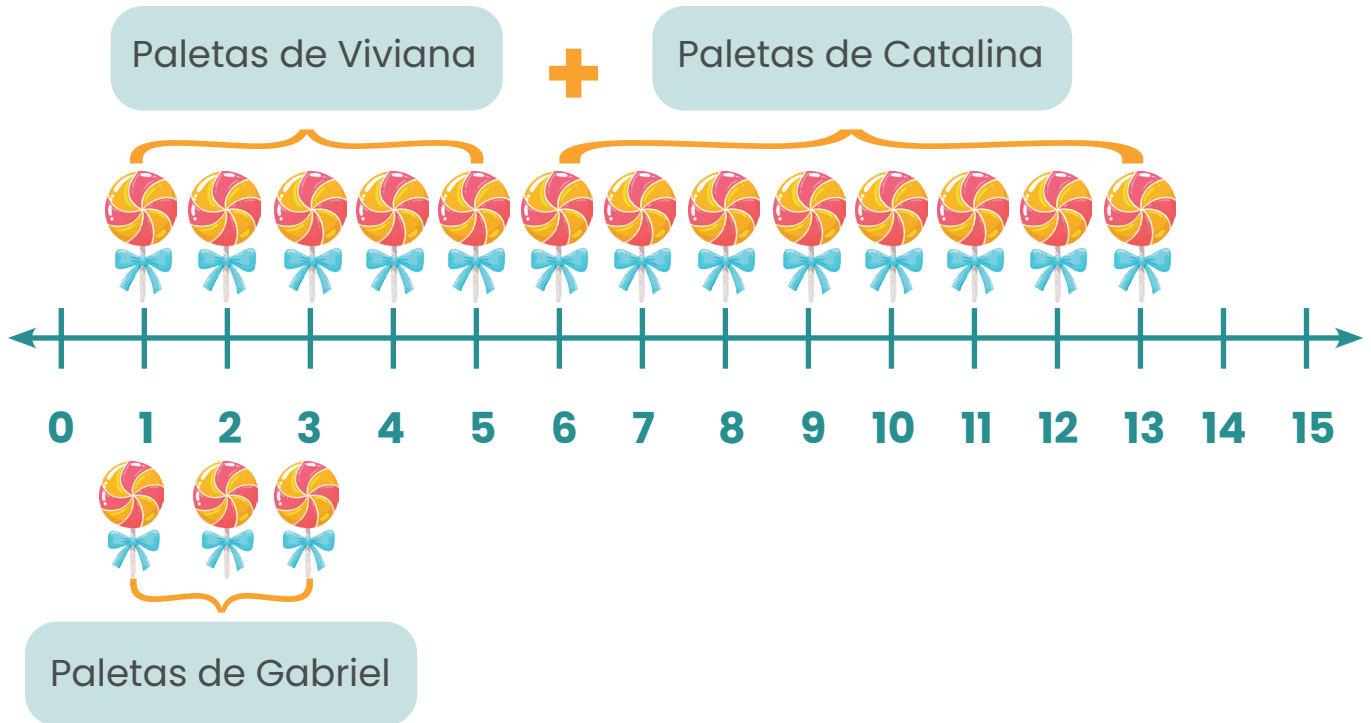 Paletas de Viviana + Paletas de Catalina
0 1 2 3 4 5 6 7 8 9 10 11 12 13 14 15
Paletas de Gabriel